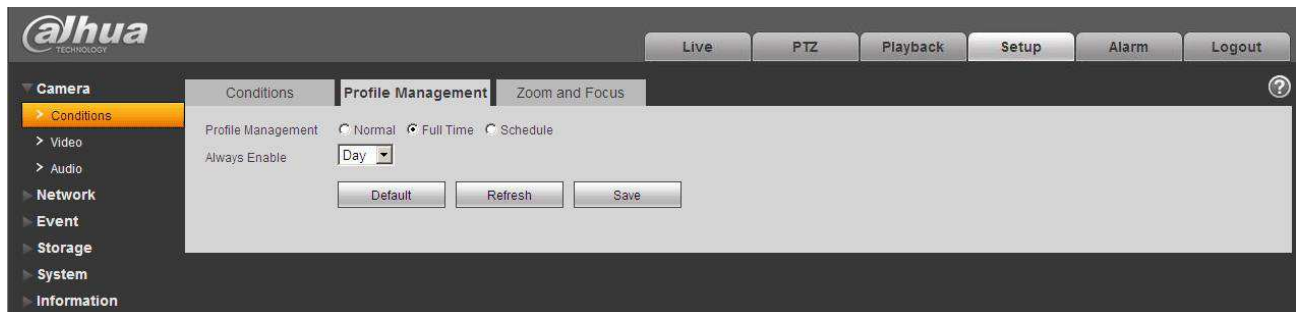 alhua
TECHNOLOGY
Live PTZ Playback Setup Alarm Logout
Camera
> Conditions
> Video
> Audio
Network
Event
Storage
System
Information
Conditions Profile Management Zoom and Focus
?
Profile Management Normal Full Time Schedule
Always Enable Day
Default Refresh Save